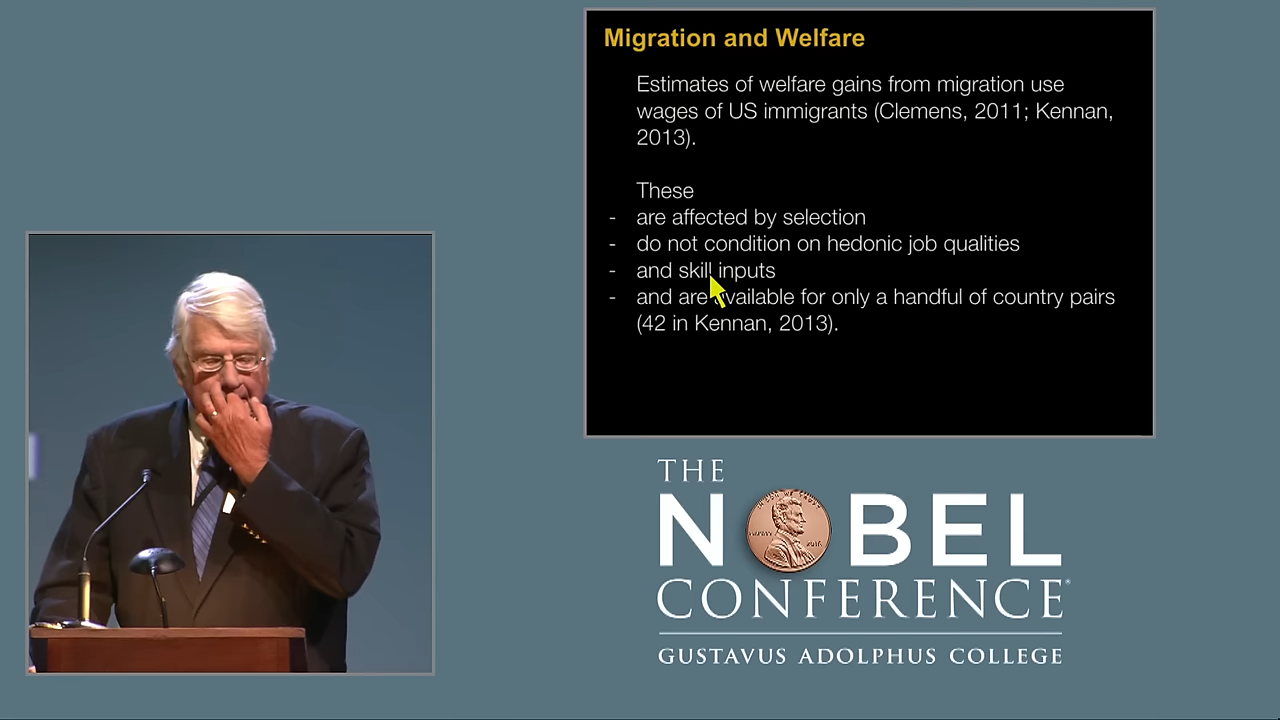 Migration and Welfare
Estimates of welfare gains from migration use
wages of US immigrants (Clemens, 2011; Kennan,
2013).
These
- are affected by selection
- do not condition on hedonic job qualities
- and skill inputs
- and are available for only a handful of country pairs
(42 in Kennan, 2013).
THE
NOBEL
CONFERENCE®
GUSTAVUS ADOLPHUS COLLEGE